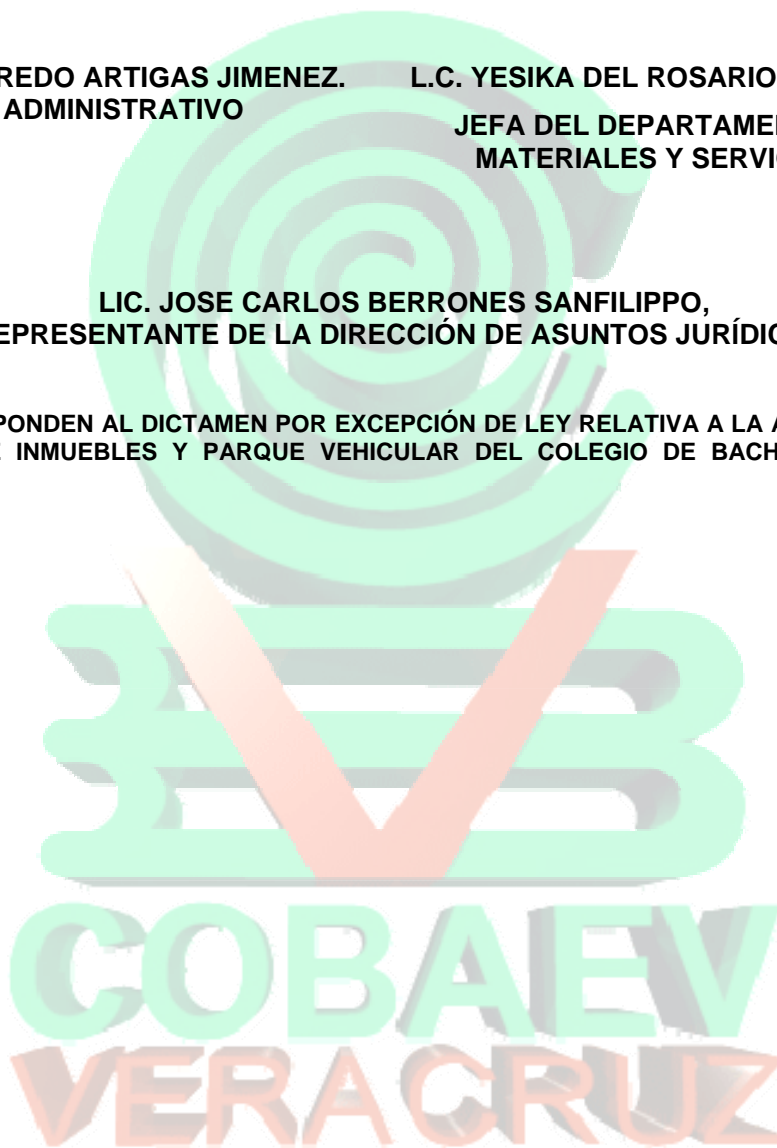 REDO ARTIGAS JIMENEZ.
ADMINISTRATIVO
L.C. YESIKA DEL ROSARIO
JEFA DEL DEPARTAME
MATERIALES Y SERVI
LIC. JOSE CARLOS BERRONES SANFILIPPO,
EPRESENTANTE DE LA DIRECCIÓN DE ASUNTOS JURÍDIC
PONDEN AL DICTAMEN POR EXCEPCIÓN DE LEY RELATIVA A LA A
E INMUEBLES Y PARQUE VEHICULAR DEL COLEGIO DE BACH
COBAEV
VERACRUZ